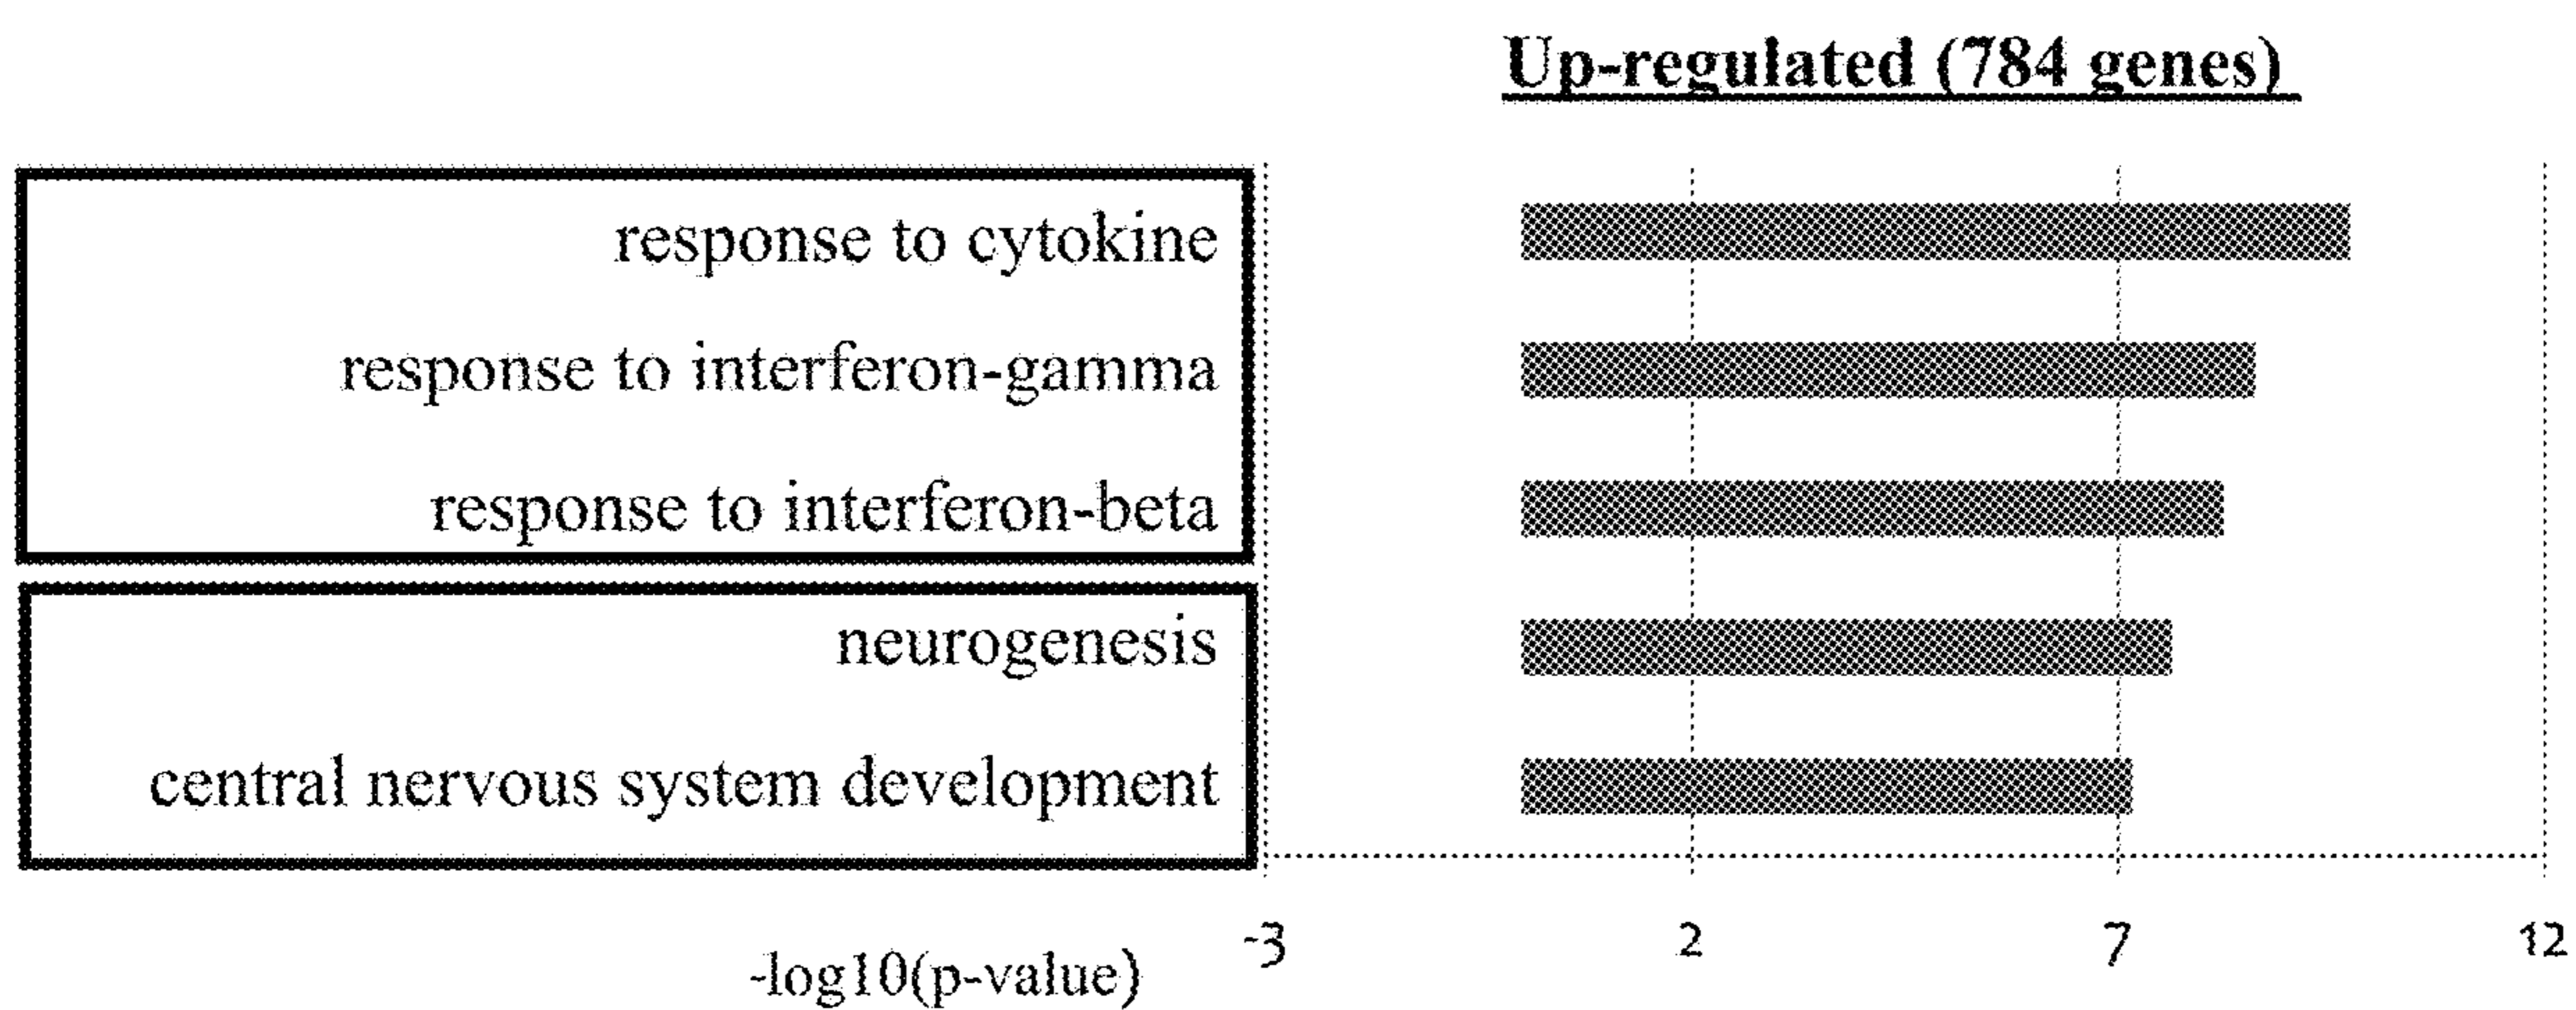 Up-regulated (784 genes)
response to cytokine
response to interferon-gamma
response to interferon-beta
neurogenesis
central nervous system development
-3 2 7 12
-log10(p-value)